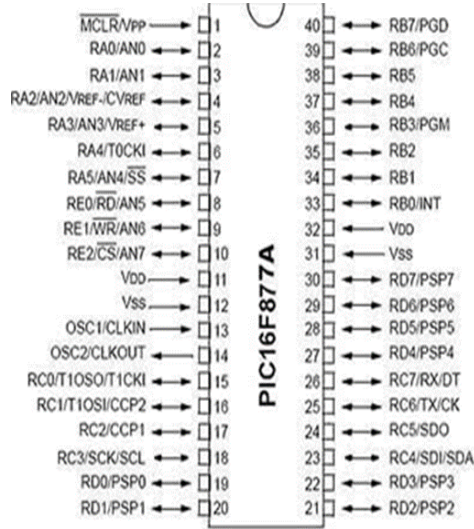 MCLR/VPP 1
RA0/AN0 2
RA1/AN1 3
RA2/AN2/VREF-/CVREF 4
RA3/AN3/VREF+ 5
RA4/T0CKI 6
RA5/AN4/SS 7
RE0/RD/AN5 8
RE1/WR/AN6 9
RE2/CS/AN7 10
VDD 11
VSS 12
OSC1/CLKIN 13
OSC2/CLKOUT 14
RC0/T1OSO/T1CKI 15
RC1/T1OSI/CCP2 16
RC2/CCP1 17
RC3/SCK/SCL 18
RD0/PSP0 19
RD1/PSP1 20
PIC16F877A
40 RB7/PGD
39 RB6/PGC
38 RB5
37 RB4
36 RB3/PGM
35 RB2
34 RB1
33 RB0/INT
32 VDD
31 VSS
30 RD7/PSP7
29 RD6/PSP6
28 RD5/PSP5
27 RD4/PSP4
26 RC7/RX/DT
25 RC6/TX/CK
24 RC5/SDO
23 RC4/SDI/SDA
22 RD3/PSP3
21 RD2/PSP2